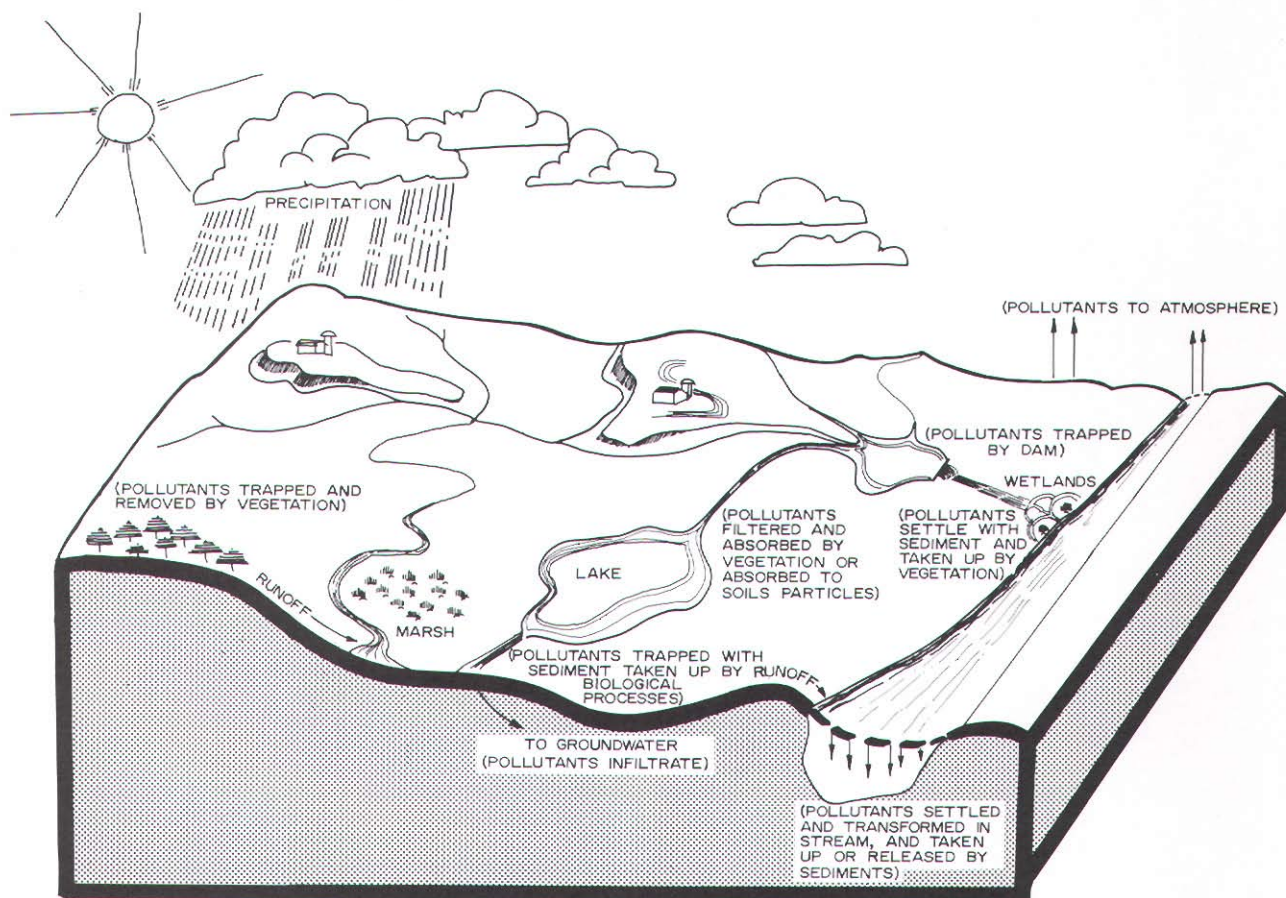 PRECIPITATION
(POLLUTANTS TO ATMOSPHERE)
(POLLUTANTS TRAPPED
BY DAM)
WETLANDS
(POLLUTANTS
SETTLE WITH
SEDIMENT AND
TAKEN UP BY
VEGETATION)
(POLLUTANTS TRAPPED AND
REMOVED BY VEGETATION)
(POLLUTANTS
FILTERED AND
ABSORBED BY
VEGETATION OR
ABSORBED TO
SOILS PARTICLES)
LAKE
RUNOFF
MARSH
(POLLUTANTS TRAPPED WITH
SEDIMENT TAKEN UP BY RUNOFF
BIOLOGICAL
PROCESSES)
TO GROUNDWATER
(POLLUTANTS INFILTRATE)
(POLLUTANTS SETTLED
AND TRANSFORMED IN
STREAM, AND TAKEN
UP OR RELEASED BY
SEDIMENTS)